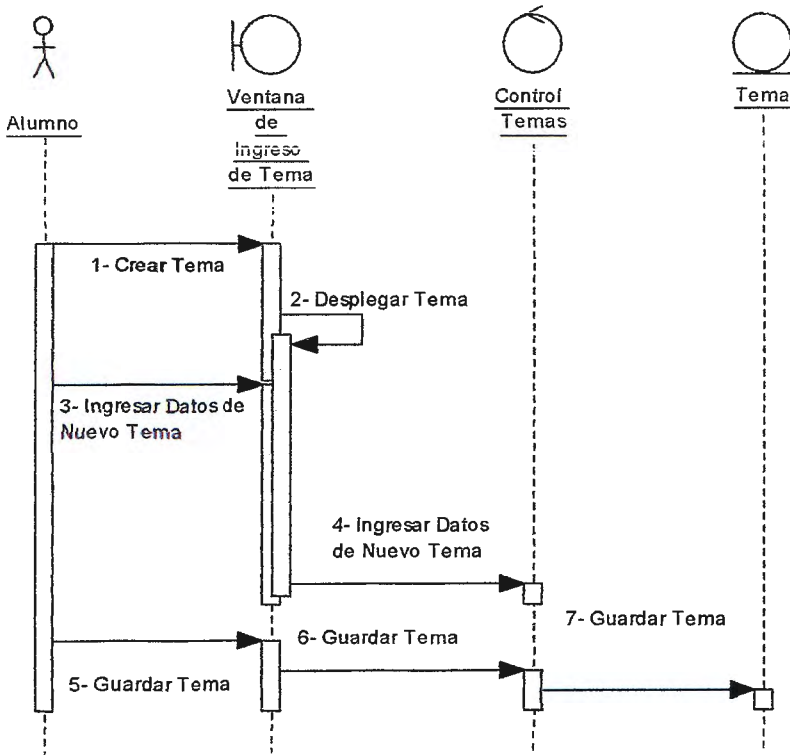 Alumno
Ventana
de
Ingreso
de Tema
Control
Temas
Tema
1- Crear Tema
2- Desplegar Tema
3- Ingresar Datos de
Nuevo Tema
4- Ingresar Datos
de Nuevo Tema
5- Guardar Tema
6- Guardar Tema
7- Guardar Tema